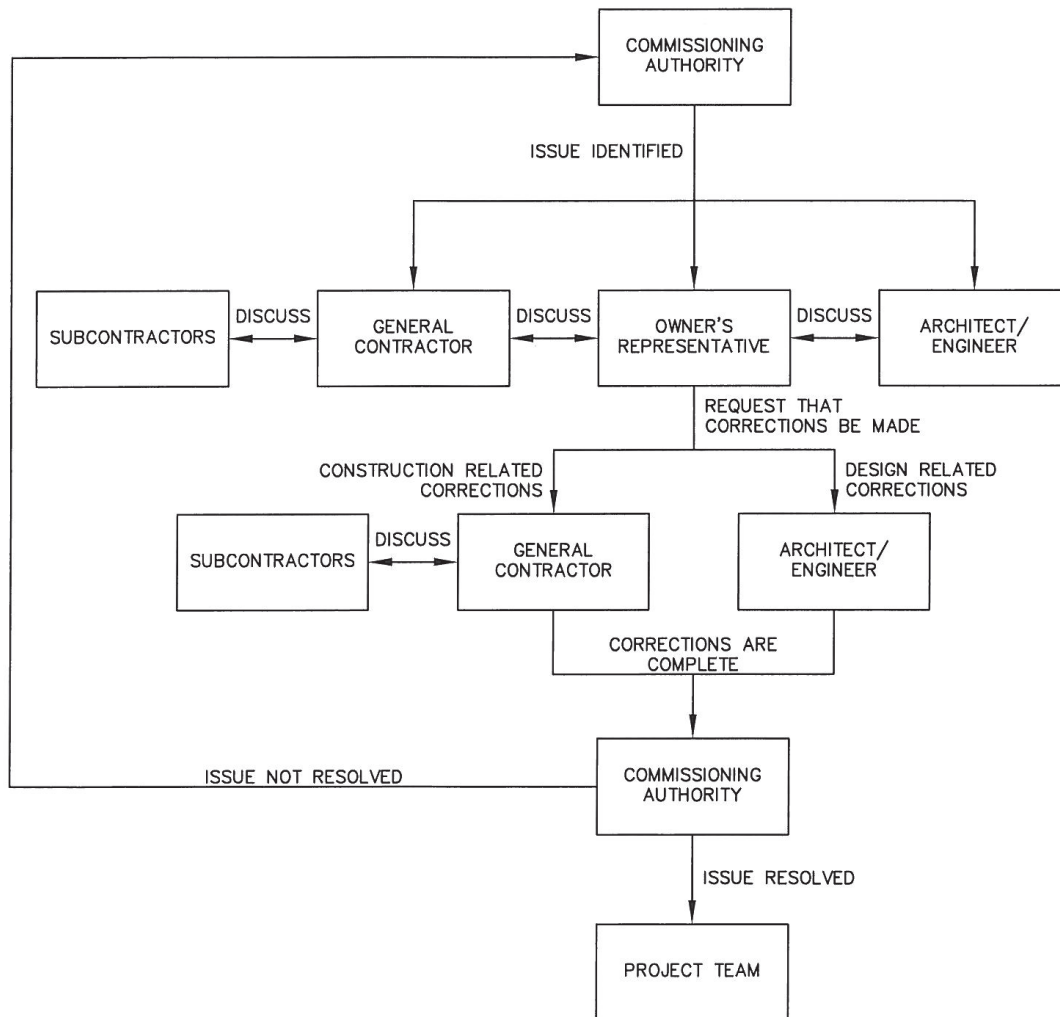 COMMISSIONING
AUTHORITY
ISSUE IDENTIFIED
SUBCONTRACTORS
DISCUSS
GENERAL
CONTRACTOR
DISCUSS
OWNER'S
REPRESENTATIVE
DISCUSS
ARCHITECT/
ENGINEER
REQUEST THAT
CORRECTIONS BE MADE
CONSTRUCTION RELATED
CORRECTIONS
DESIGN RELATED
CORRECTIONS
SUBCONTRACTORS
DISCUSS
GENERAL
CONTRACTOR
ARCHITECT/
ENGINEER
CORRECTIONS ARE
COMPLETE
ISSUE NOT RESOLVED
COMMISSIONING
AUTHORITY
ISSUE RESOLVED
PROJECT TEAM